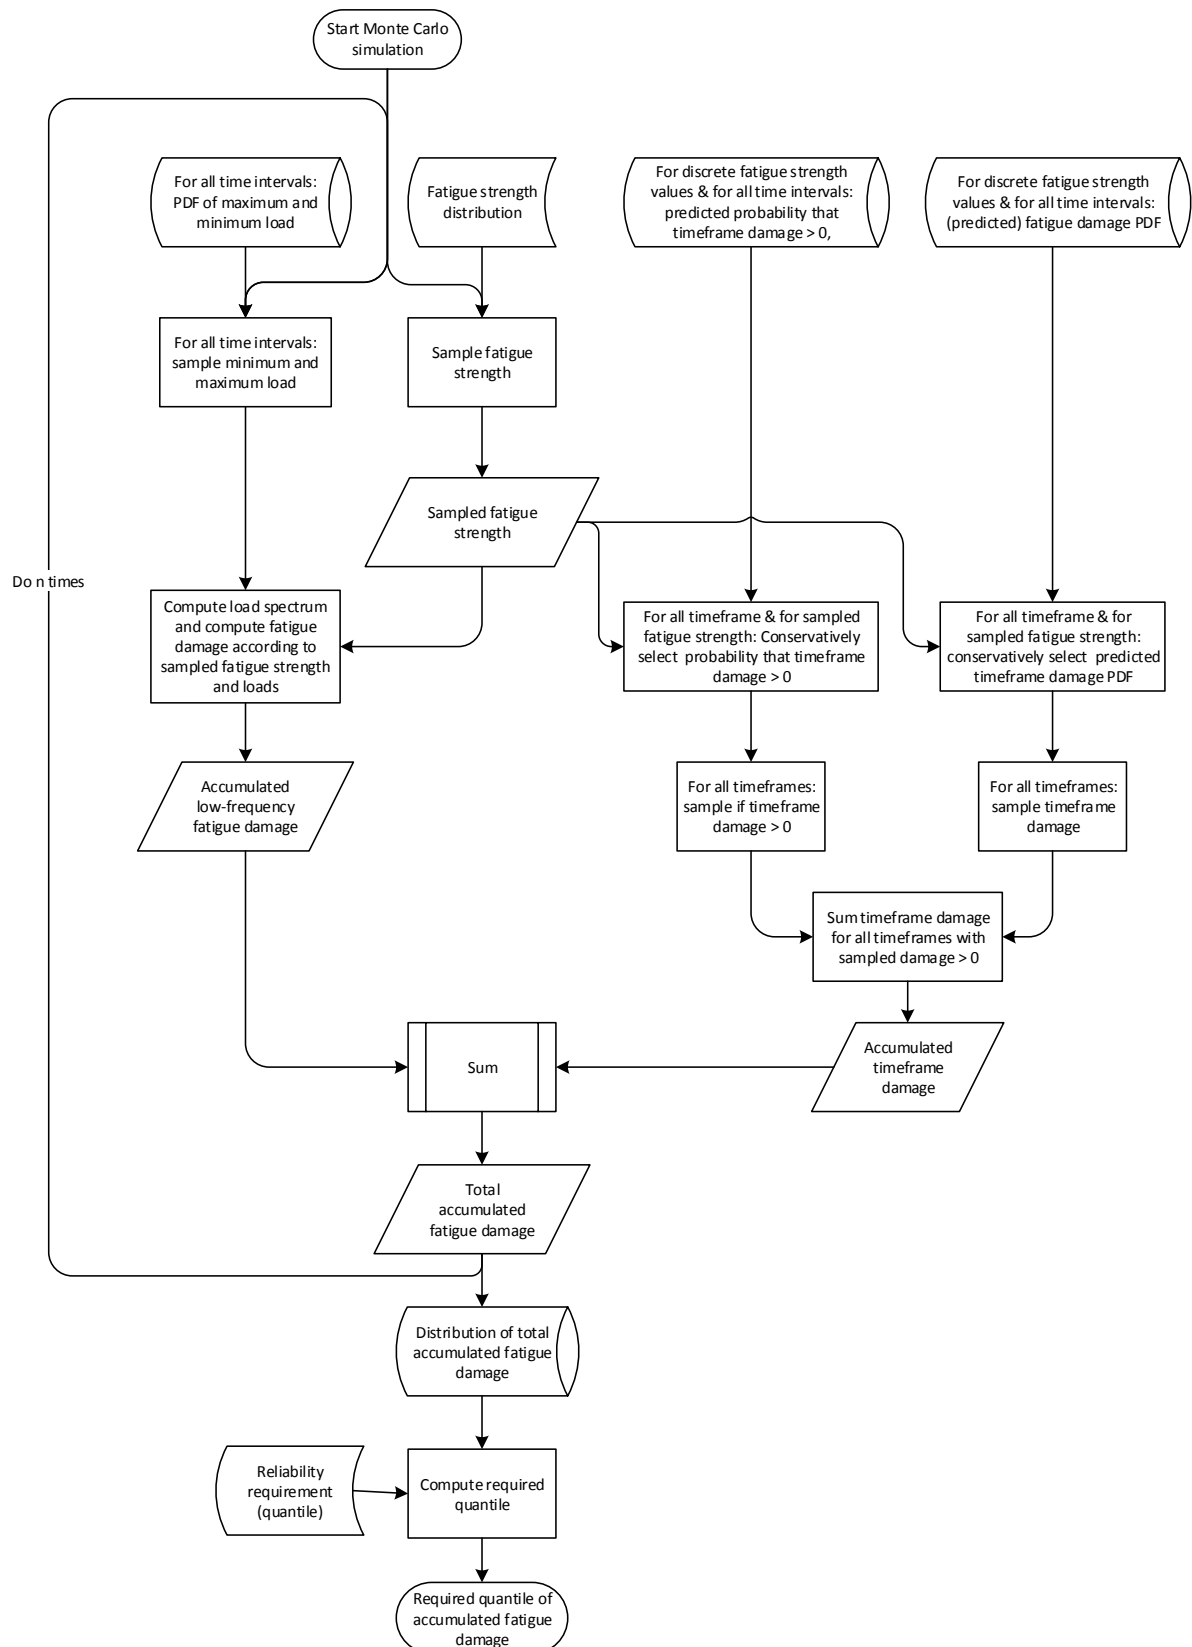 Start Monte Carlo
simulation
For all time intervals:
PDF of maximum and
minimum load
Fatigue strength
distribution
For discrete fatigue strength
values & for all time intervals:
predicted probability that
timeframe damage > 0,
For discrete fatigue strength
values & for all time intervals:
(predicted) fatigue damage PDF
For all time intervals:
sample minimum and
maximum load
Sample fatigue
strength
Sampled fatigue
strength
Do n times
Compute load spectrum
and compute fatigue
damage according to
sampled fatigue strength
and loads
For all timeframe & for sampled
fatigue strength: Conservatively
select probability that timeframe
damage > 0
For all timeframe & for
sampled fatigue strength:
conservatively select predicted
timeframe damage PDF
Accumulated
low-frequency
fatigue damage
For all timeframes:
sample if timeframe
damage > 0
For all timeframes:
sample timeframe
damage
Sum timeframe damage
for all timeframes with
sampled damage > 0
Sum
Accumulated
timeframe
damage
Total
accumulated
fatigue damage
Distribution of total
accumulated fatigue
damage
Reliability
requirement
(quantile)
Compute required
quantile
Required quantile of
accumulated fatigue
damage